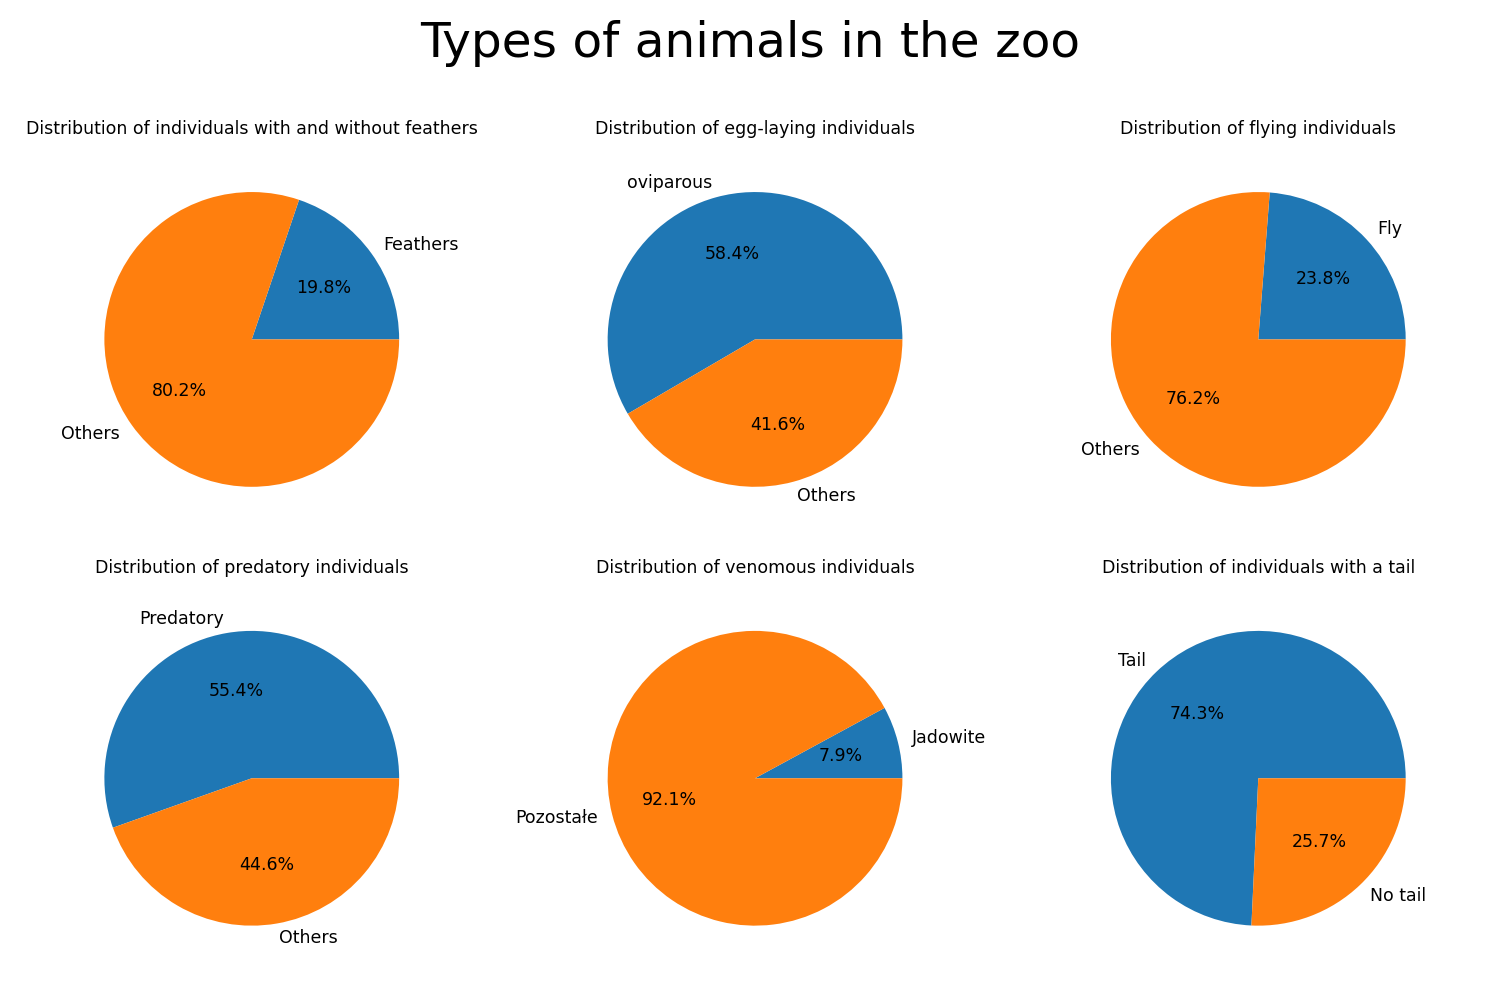 Types of animals in the zoo
Distribution of individuals with and without feathers
Feathers
19.8%
80.2%
Others
Distribution of egg-laying individuals
oviparous
58.4%
41.6%
Others
Distribution of flying individuals
Fly
23.8%
76.2%
Others
Distribution of predatory individuals
Predatory
55.4%
44.6%
Others
Distribution of venomous individuals
Jadowite
7.9%
92.1%
Pozostałe
Distribution of individuals with a tail
Tail
74.3%
25.7%
No tail